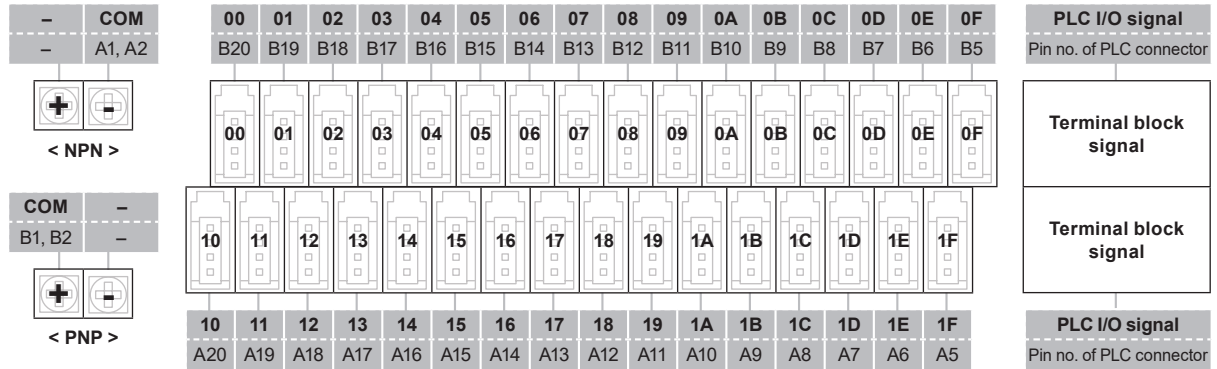 – COM
– A1, A2
+ -
< NPN >
COM –
B1, B2 –
+ -
< PNP >
00 01 02 03 04 05 06 07 08 09 0A 0B 0C 0D 0E 0F
B20 B19 B18 B17 B16 B15 B14 B13 B12 B11 B10 B9 B8 B7 B6 B5
00 01 02 03 04 05 06 07 08 09 0A 0B 0C 0D 0E 0F
10 11 12 13 14 15 16 17 18 19 1A 1B 1C 1D 1E 1F
10 11 12 13 14 15 16 17 18 19 1A 1B 1C 1D 1E 1F
A20 A19 A18 A17 A16 A15 A14 A13 A12 A11 A10 A9 A8 A7 A6 A5
PLC I/O signal
Pin no. of PLC connector
Terminal block
signal
Terminal block
signal
PLC I/O signal
Pin no. of PLC connector